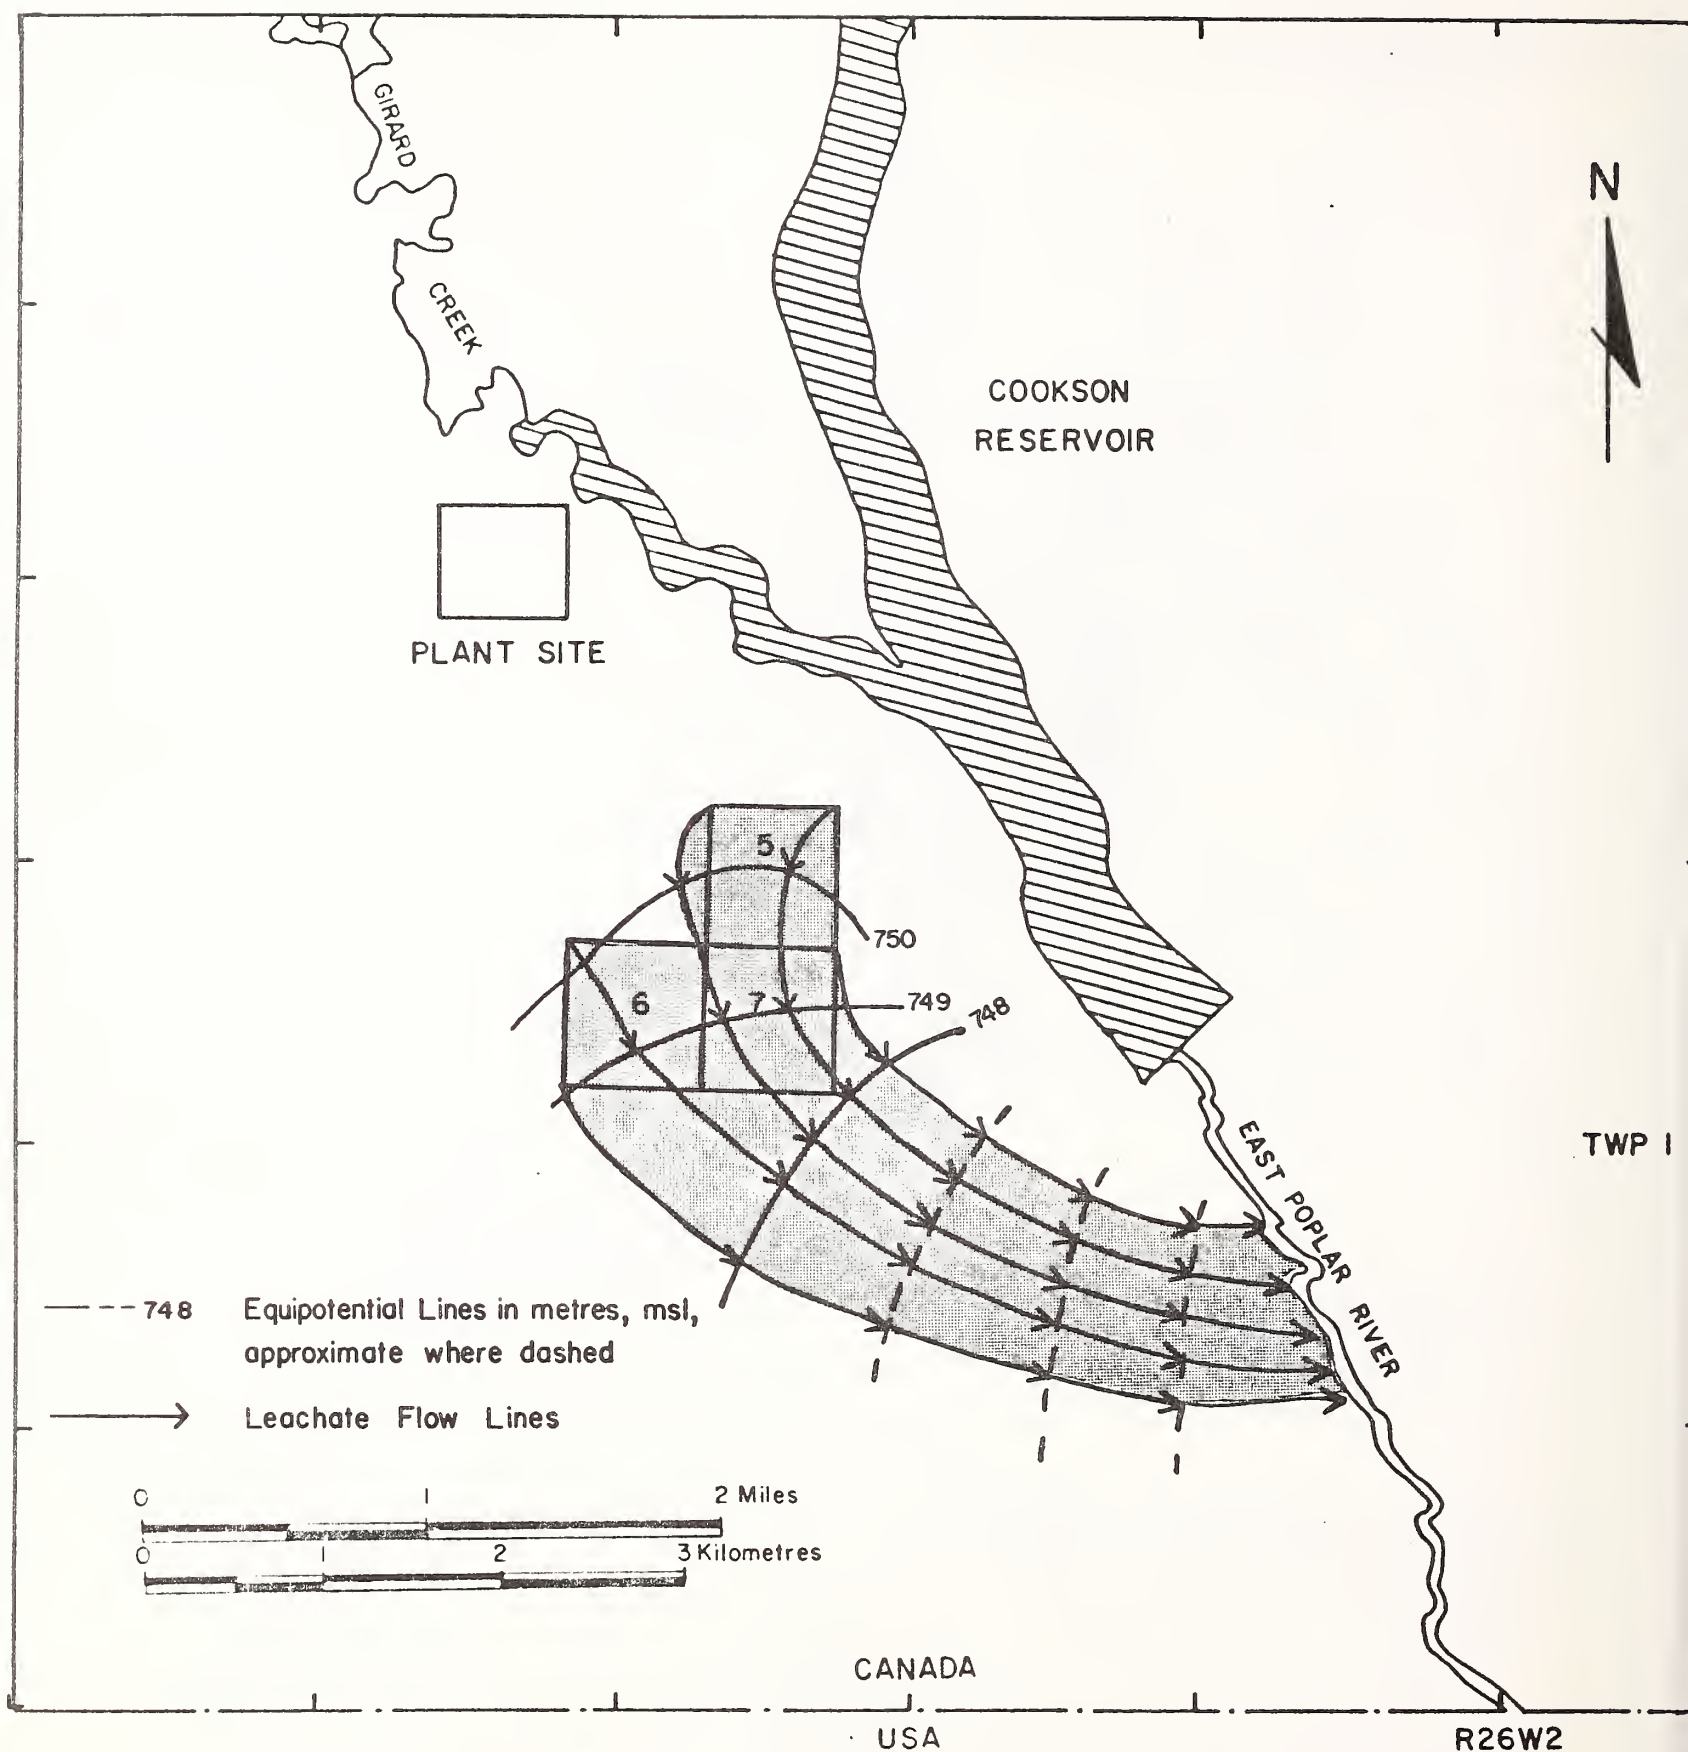 GIRARD
N
CREEK
COOKSON
RESERVOIR
PLANT SITE
5
750
6
7
749
748
EAST POPLAR RIVER
TWP 1
---748 Equipotential Lines in metres, msl,
approximate where dashed
Leachate Flow Lines
0 1 2 Miles
0 1 2 3 Kilometres
CANADA
USA
R26W2